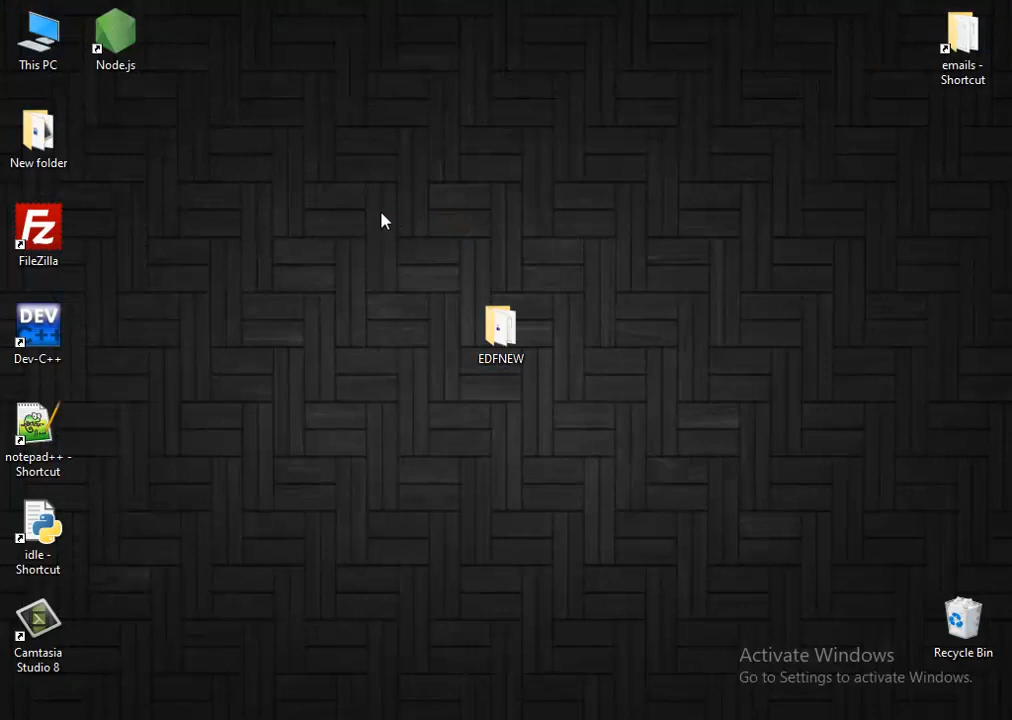 This PC
Node.js
emails -
Shortcut
New folder
FileZilla
DEV
C++
Dev-C++
EDFNEW
notepad++ -
Shortcut
idle -
Shortcut
Camtasia
Studio 8
Recycle Bin
Activate Windows
Go to Settings to activate Windows.